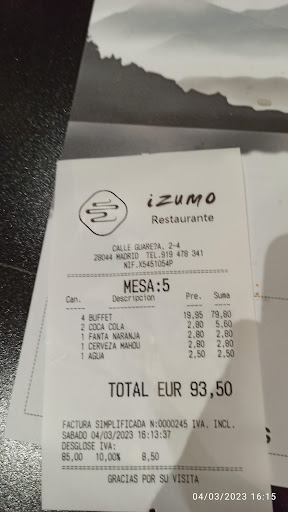 izumo
Restaurante
CALLE GUARE?A, 2-4
28044 MADRID TEL.919 478 341
NIF.X5451054P
MESA:5
Can. Descripcion Pre. Suma
4 BUFFET 19,95 79,80
2 COCA COLA 2,80 5,60
1 FANTA NARANJA 2,80 2,80
1 CERVEZA MAHOU 2,80 2,80
1 AGUA 2,50 2,50
TOTAL EUR 93,50
FACTURA SIMPLIFICADA N:0000245 IVA. INCL.
SABADO 04/03/2023 16:13:37
DESGLOSE IVA:
85,00 10,00% 8,50
GRACIAS POR SU VISITA
S
04/03/2023 16:15